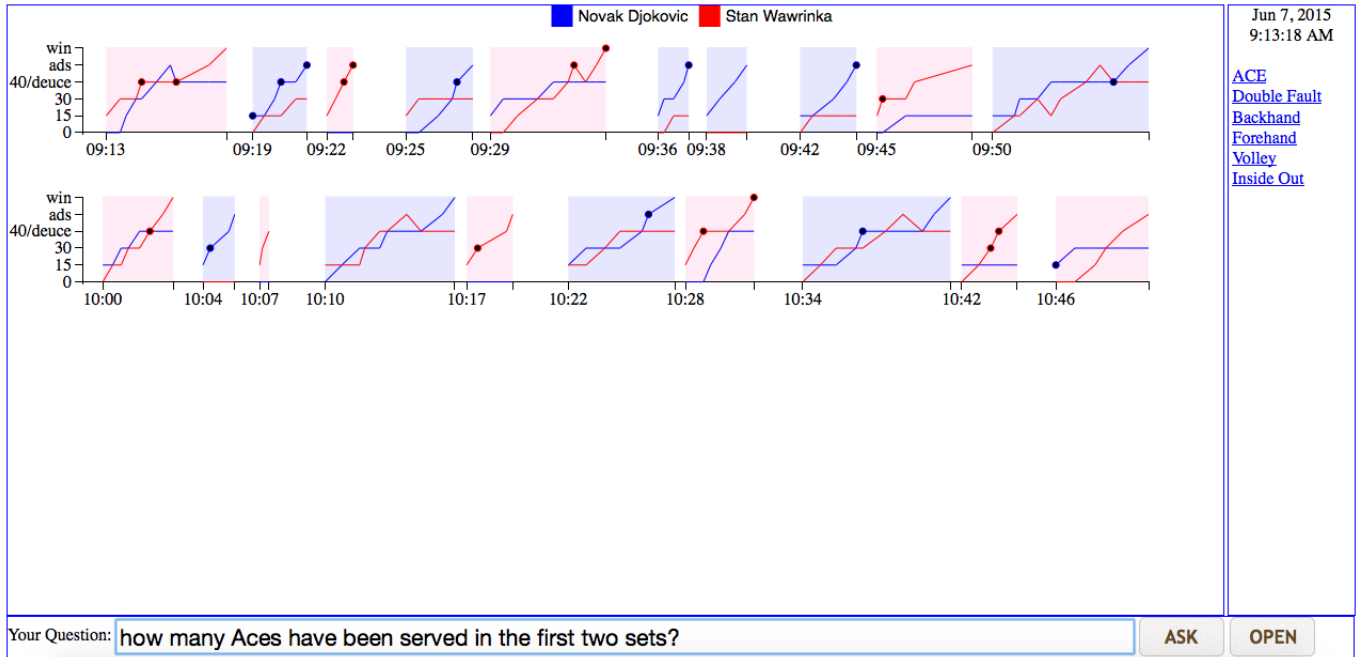 Novak Djokovic Stan Wawrinka
win
ads
40/deuce
30
15
0
09:13 09:19 09:22 09:25 09:29 09:36 09:38 09:42 09:45 09:50
win
ads
40/deuce
30
15
0
10:00 10:04 10:07 10:10 10:17 10:22 10:28 10:34 10:42 10:46
Jun 7, 2015
9:13:18 AM
ACE
Double Fault
Backhand
Forehand
Volley
Inside Out
Your Question: how many Aces have been served in the first two sets? ASK OPEN